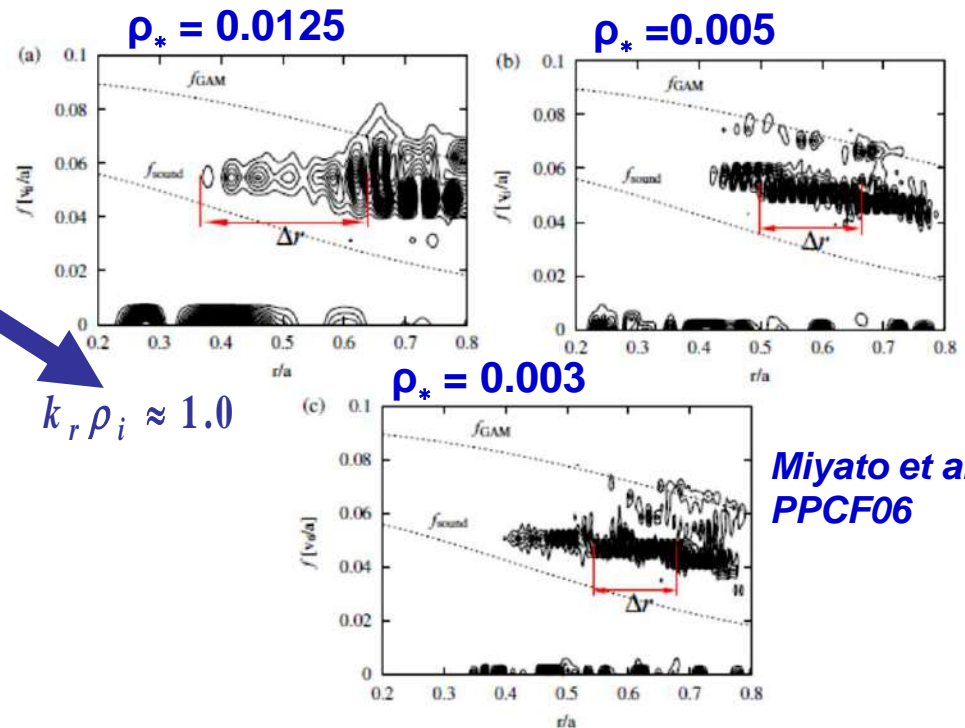 ρ* = 0.0125
ρ* =0.005
(a)
0.1
0.08
0.06
0.04
0.02
0
f [vti/a]
fGAM
fsound
Δr
0.2 0.3 0.4 0.5 0.6 0.7 0.8
r/a
(b)
0.1
0.08
0.06
0.04
0.02
0
f [vti/a]
fGAM
fsound
Δr
0.2 0.3 0.4 0.5 0.6 0.7 0.8
r/a
k r ρ i ≈ 1.0
ρ* = 0.003
(c)
0.1
0.08
0.06
0.04
0.02
0
f [vti/a]
fGAM
fsound
Δr
0.2 0.3 0.4 0.5 0.6 0.7 0.8
r/a
Miyato et a
PPCF06